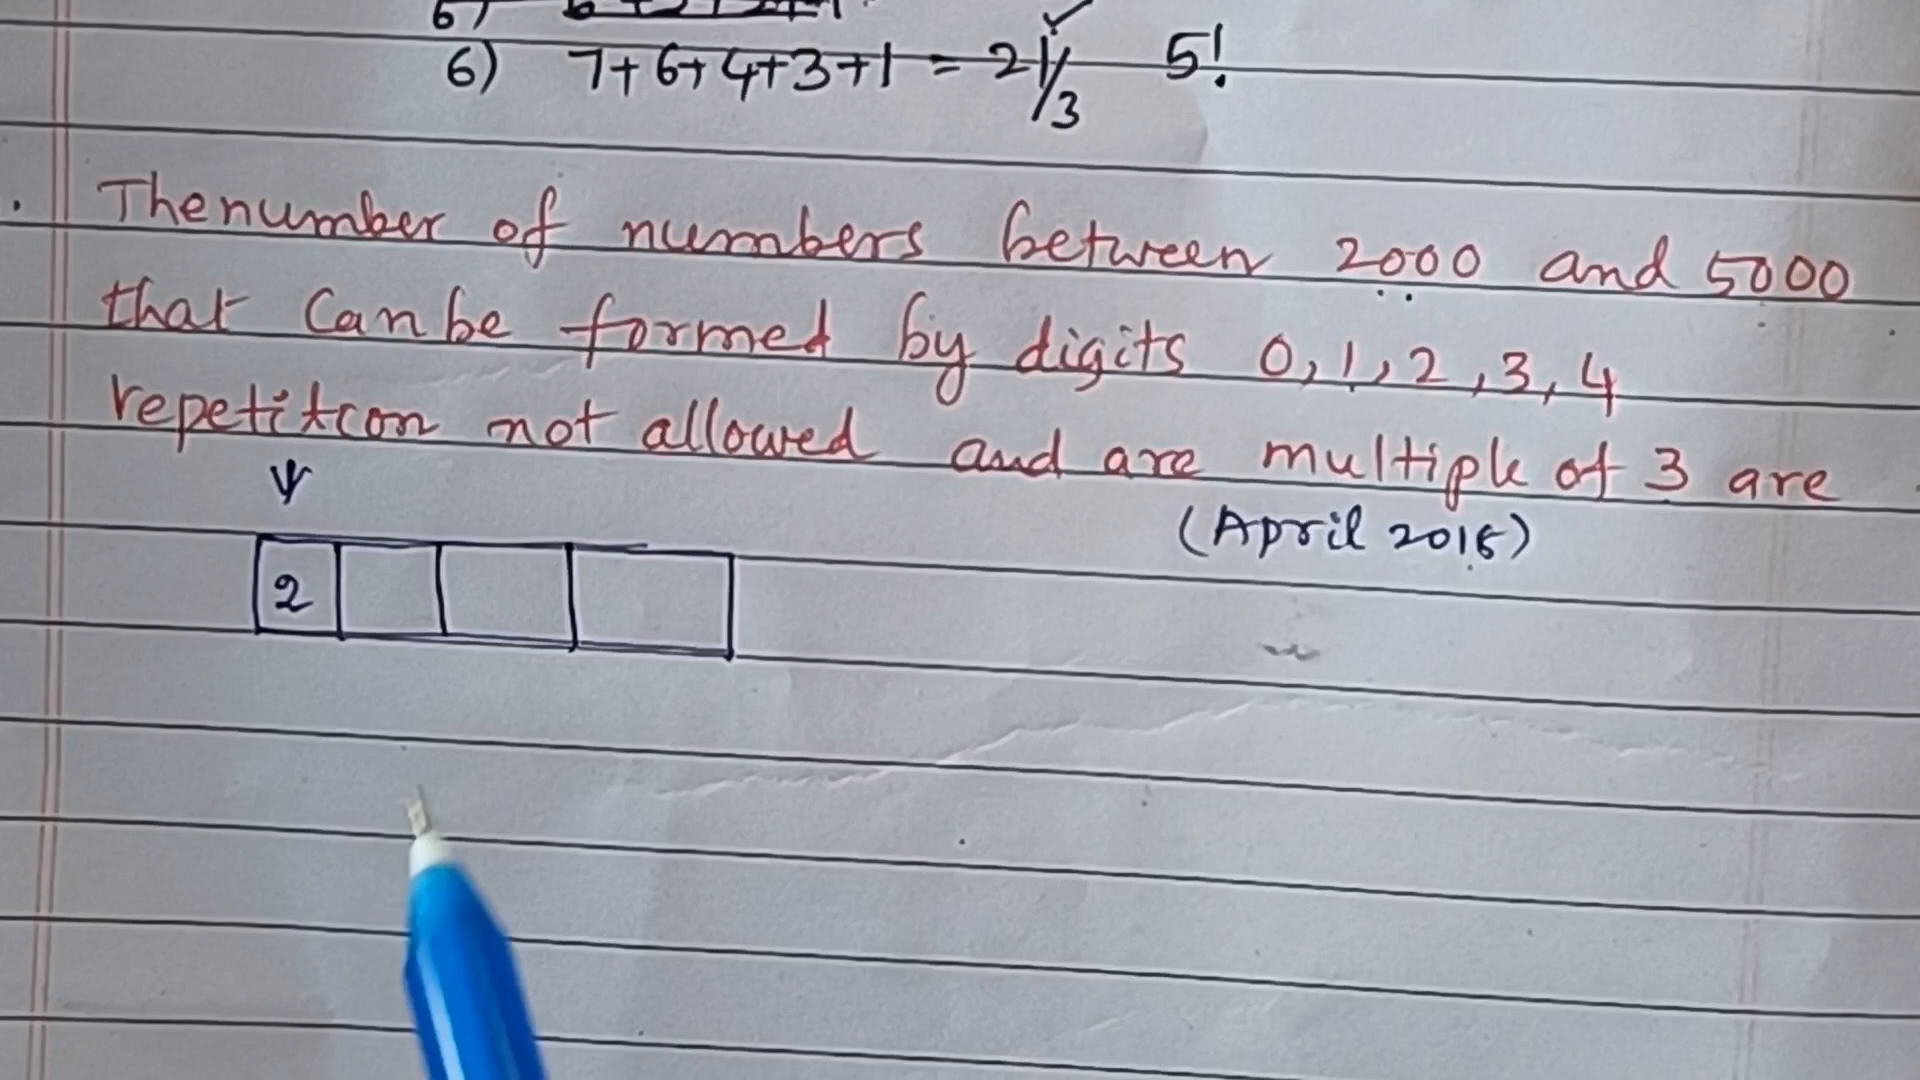 6) 7+6+4+3+1 = 21/3 5!
The number of numbers between 2000 and 5000
that can be formed by digits 0,1,2,3,4
repetition not allowed and are multiple of 3 are
(April 2018)
2